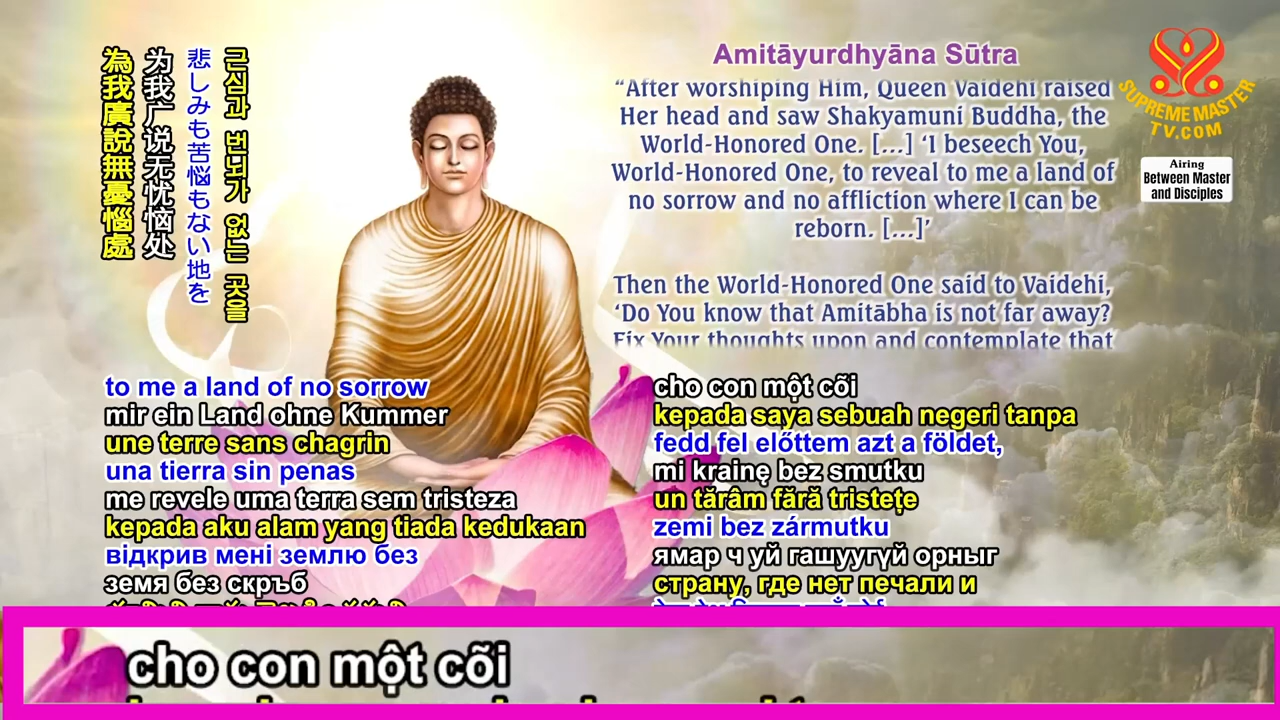 為我廣說無憂惱處
为我广说无忧恼处
悲しみも苦悩もない地を
근심과 번뇌가 없는 곳을
Amitāyurdhyāna Sūtra
“After worshiping Him, Queen Vaidehi raised
Her head and saw Shakyamuni Buddha, the
World-Honored One. [...] ‘I beseech You,
World-Honored One, to reveal to me a land of
no sorrow and no affliction where I can be
reborn. [...]’
Then the World-Honored One said to Vaidehi,
‘Do You know that Amitābha is not far away?
Fix Your thoughts upon and contemplate that
SUPREME MASTER
TV.COM
Airing
Between Master
and Disciples
to me a land of no sorrow
mir ein Land ohne Kummer
une terre sans chagrin
una tierra sin penas
me revele uma terra sem tristeza
kepada aku alam yang tiada kedukaan
відкрив мені землю без
земя без скръб
cho con một cõi
kepada saya sebuah negeri tanpa
fedd fel előttem azt a földet,
mi krainę bez smutku
un tărâm fără tristețe
zemi bez zármutku
ямар ч уй гашуугүй орныг
страну, где нет печали и
cho con một cõi